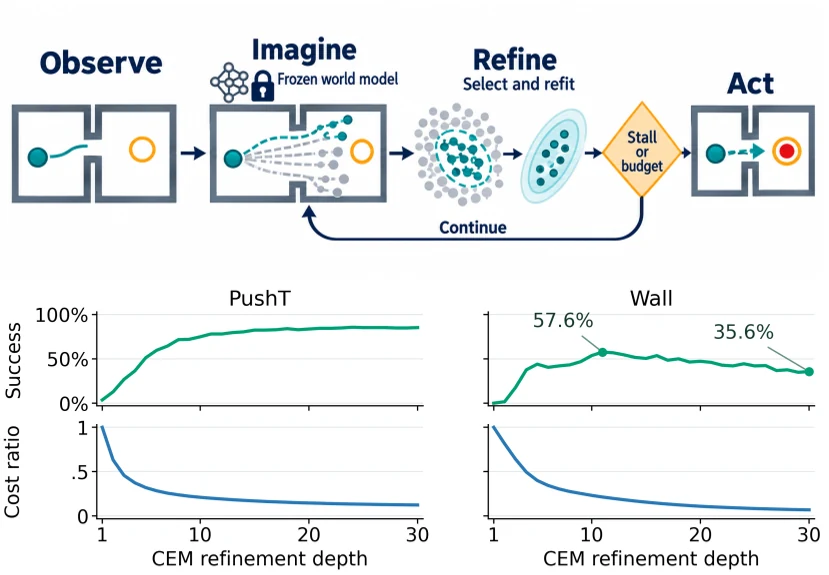 Observe
Imagine
Frozen world model
Refine
Select and refit
Stall
or
budget
Act
Continue
PushT
Success
100%
50%
0%
Wall
57.6%
35.6%
Cost ratio
1
.5
0
1
10
20
30
CEM refinement depth
1
10
20
30
CEM refinement depth